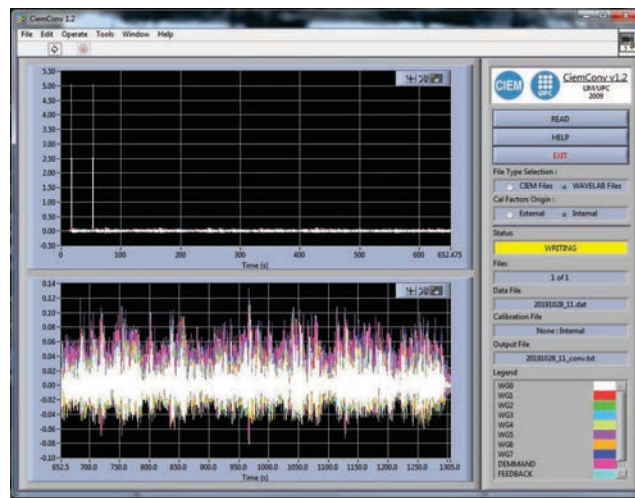 CiemConv 1.2
File Edit Operate Tools Window Help
5.50
5.00
4.50
4.00
3.50
3.00
2.50
2.00
1.50
1.00
0.50
0.00
-0.50
0 100 200 300 400 500 600 652.475
Time (s)
0.14
0.12
0.10
0.08
0.06
0.04
0.02
0.00
-0.02
-0.04
-0.06
-0.08
-0.10
652.5 700.0 750.0 800.0 850.0 900.0 950.0 1000.0 1050.0 1100.0 1150.0 1200.0 1250.0 1305.0
Time (s)
CIEM
UPC
CiemConv v1.2
LIM/UPC
2009
READ
HELP
EXIT
File Type Selection :
CIEM Files WAVELAB Files
Cal Factors Origin :
External Internal
Status
WRITING
Files
1 of 1
Data File
20191028_11.dat
Calibration File
None : Internal
Output File
20191028_11_conv.txt
Legend
WG0
WG1
WG2
WG3
WG4
WG5
WG6
WG7
DEMMAND
FEEDBACK